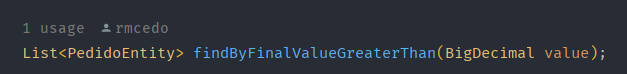 1 usage rmcedo
List<PedidoEntity> findByFinalValueGreaterThan(BigDecimal value);